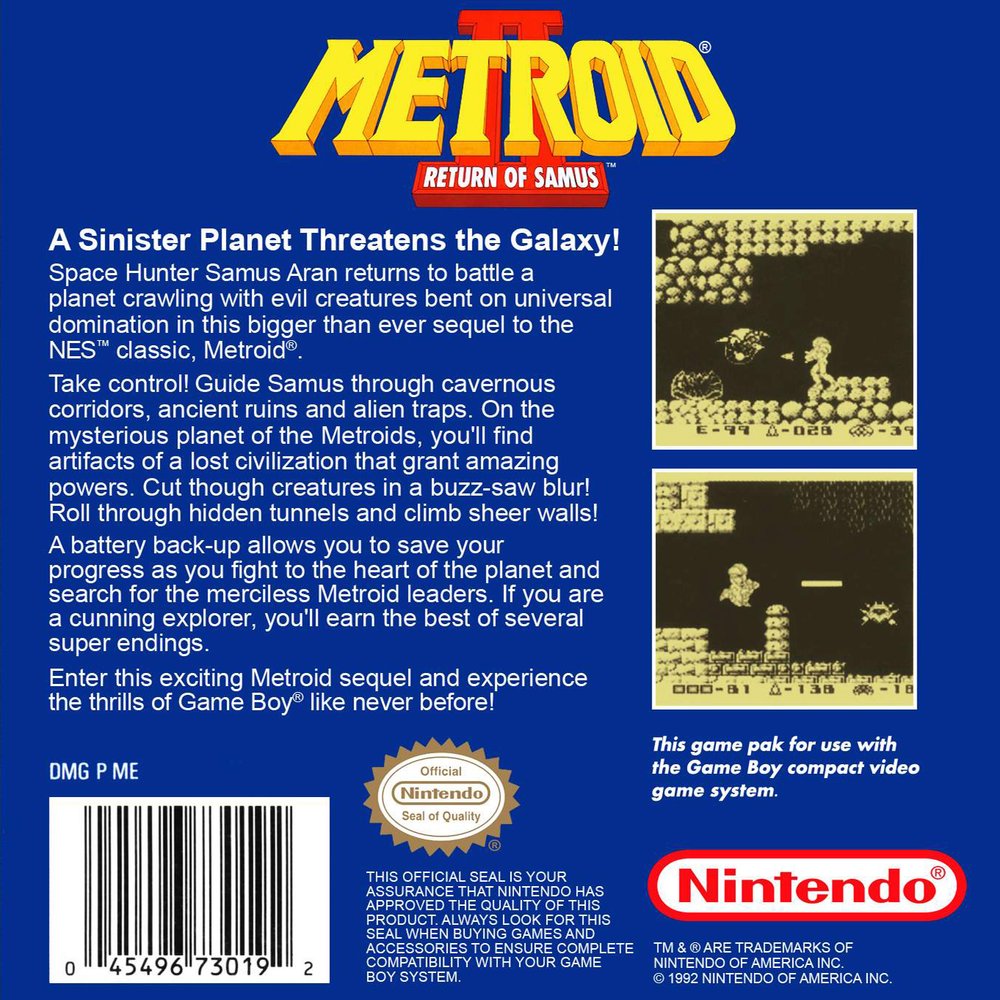 METROID®
II
RETURN OF SAMUS™
A Sinister Planet Threatens the Galaxy!
Space Hunter Samus Aran returns to battle a
planet crawling with evil creatures bent on universal
domination in this bigger than ever sequel to the
NES™ classic, Metroid®.
Take control! Guide Samus through cavernous
corridors, ancient ruins and alien traps. On the
mysterious planet of the Metroids, you'll find
artifacts of a lost civilization that grant amazing
powers. Cut though creatures in a buzz-saw blur!
Roll through hidden tunnels and climb sheer walls!
A battery back-up allows you to save your
progress as you fight to the heart of the planet and
search for the merciless Metroid leaders. If you are
a cunning explorer, you'll earn the best of several
super endings.
Enter this exciting Metroid sequel and experience
the thrills of Game Boy® like never before!
E-99 -028 -39
-81 -138 -18
This game pak for use with
the Game Boy compact video
game system.
DMG P ME
0 45496 73019 2
Official
Nintendo
Seal of Quality
®
THIS OFFICIAL SEAL IS YOUR
ASSURANCE THAT NINTENDO HAS
APPROVED THE QUALITY OF THIS
PRODUCT. ALWAYS LOOK FOR THIS
SEAL WHEN BUYING GAMES AND
ACCESSORIES TO ENSURE COMPLETE
COMPATIBILITY WITH YOUR GAME
BOY SYSTEM.
Nintendo®
TM & ® ARE TRADEMARKS OF
NINTENDO OF AMERICA INC.
© 1992 NINTENDO OF AMERICA INC.